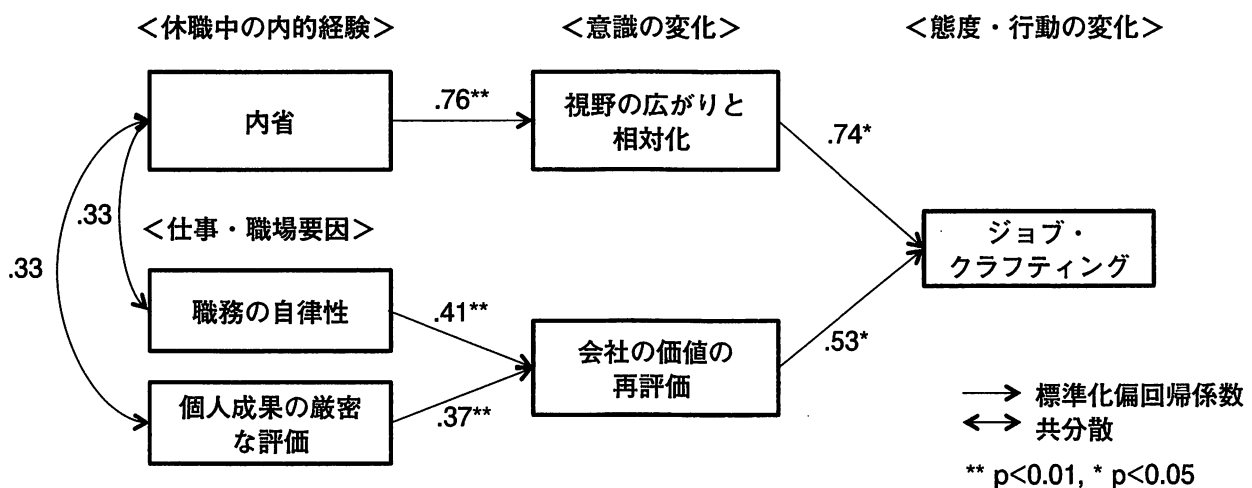 ＜休職中の内的経験＞
＜意識の変化＞
＜態度・行動の変化＞
内省
.76**
視野の広がりと
相対化
.74*
.33
.33
＜仕事・職場要因＞
ジョブ・
クラフティング
職務の自律性
.41**
会社の価値の
再評価
.53*
個人成果の厳密
な評価
.37**
標準化偏回帰係数
共分散
** p<0.01, * p<0.05